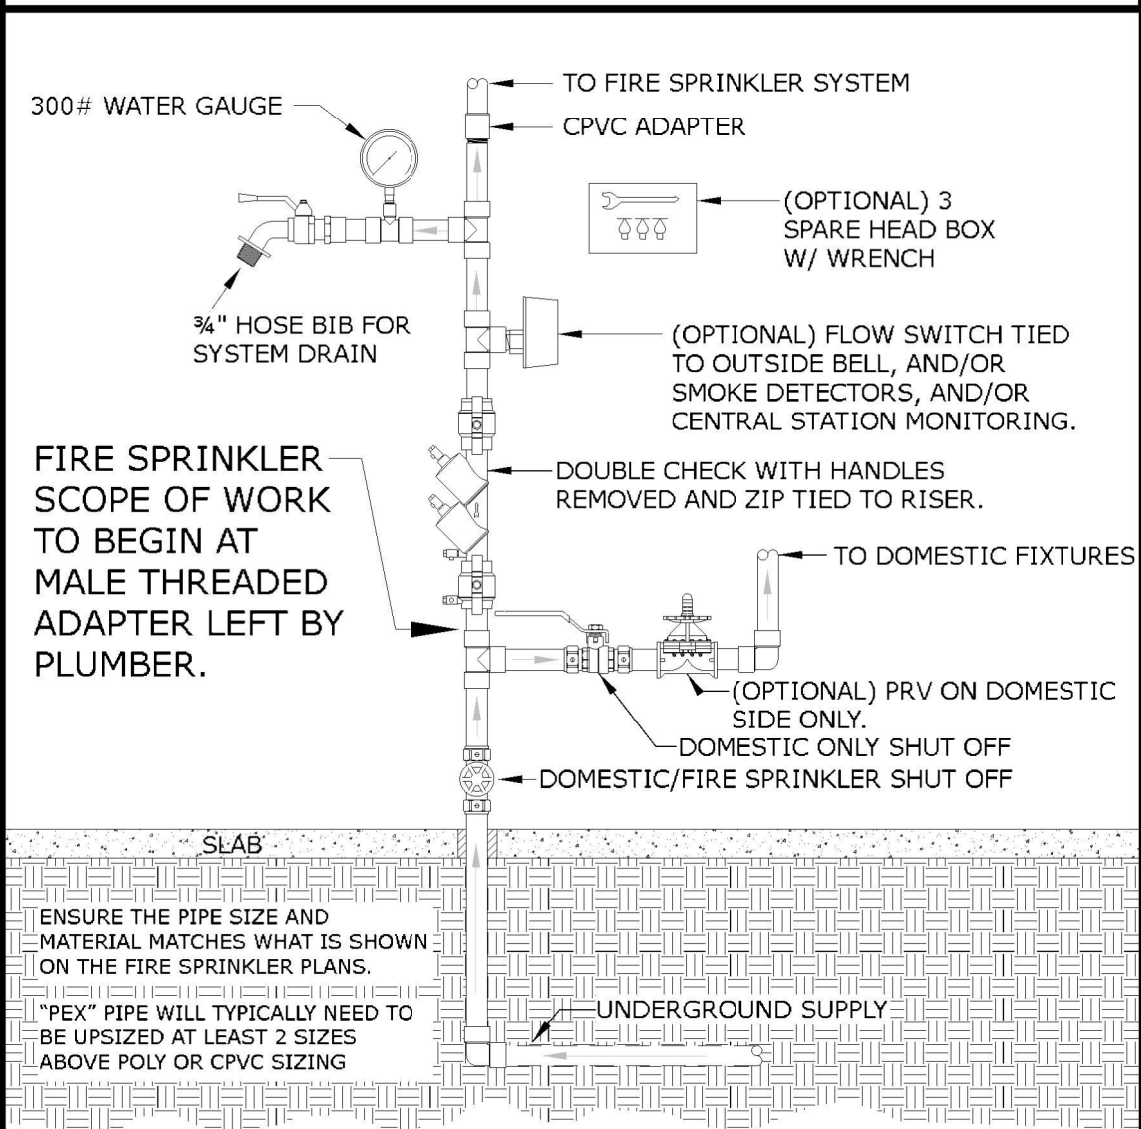 TO FIRE SPRINKLER SYSTEM
300# WATER GAUGE
CPVC ADAPTER
(OPTIONAL) 3
SPARE HEAD BOX
W/ WRENCH
¾" HOSE BIB FOR
SYSTEM DRAIN
(OPTIONAL) FLOW SWITCH TIED
TO OUTSIDE BELL, AND/OR
SMOKE DETECTORS, AND/OR
CENTRAL STATION MONITORING.
FIRE SPRINKLER
SCOPE OF WORK
TO BEGIN AT
MALE THREADED
ADAPTER LEFT BY
PLUMBER.
DOUBLE CHECK WITH HANDLES
REMOVED AND ZIP TIED TO RISER.
TO DOMESTIC FIXTURES
(OPTIONAL) PRV ON DOMESTIC
SIDE ONLY.
DOMESTIC ONLY SHUT OFF
DOMESTIC/FIRE SPRINKLER SHUT OFF
SLAB
ENSURE THE PIPE SIZE AND
MATERIAL MATCHES WHAT IS SHOWN
ON THE FIRE SPRINKLER PLANS.
"PEX" PIPE WILL TYPICALLY NEED TO
BE UPSIZED AT LEAST 2 SIZES
ABOVE POLY OR CPVC SIZING
UNDERGROUND SUPPLY